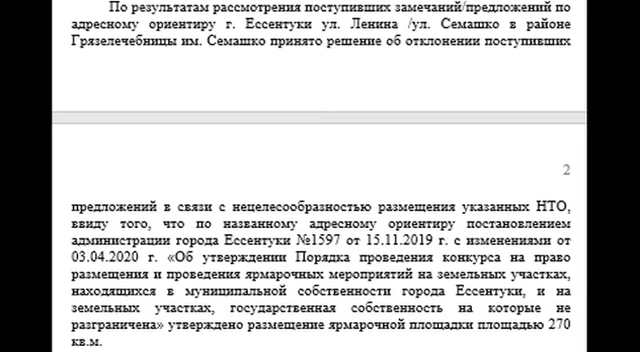 По результатам рассмотрения поступивших замечаний/предложений по
адресному ориентиру г. Ессентуки ул. Ленина /ул. Семашко в районе
Грязелечебницы им. Семашко принято решение об отклонении поступивших
2
предложений в связи с нецелесообразностью размещения указанных НТО,
ввиду того, что по названному адресному ориентиру постановлением
администрации города Ессентуки №1597 от 15.11.2019 г. с изменениями от
03.04.2020 г. «Об утверждении Порядка проведения конкурса на право
размещения и проведения ярмарочных мероприятий на земельных участках,
находящихся в муниципальной собственности города Ессентуки, и на
земельных участках, государственная собственность на которые не
разграничена» утверждено размещение ярмарочной площадки площадью 270
кв.м.